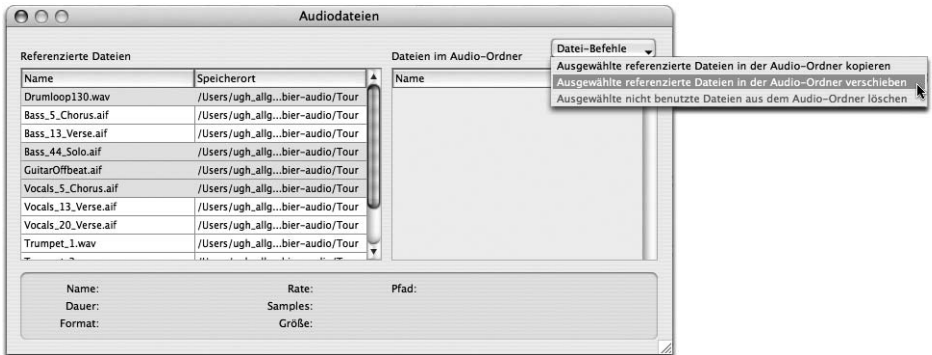 Audiodateien
Referenzierte Dateien
Dateien im Audio-Ordner
Datei-Befehle
Ausgewählte referenzierte Dateien in der Audio-Ordner kopieren
Ausgewählte referenzierte Dateien in der Audio-Ordner verschieben
Ausgewählte nicht benutzte Dateien aus dem Audio-Ordner löschen
Name Speicherort
Name
Drumloop130.wav /Users/ugh_allg...bier-audio/Tour
Bass_5_Chorus.aif /Users/ugh_allg...bier-audio/Tour
Bass_13_Verse.aif /Users/ugh_allg...bier-audio/Tour
Bass_44_Solo.aif /Users/ugh_allg...bier-audio/Tour
GuitarOffbeat.aif /Users/ugh_allg...bier-audio/Tour
Vocals_5_Chorus.aif /Users/ugh_allg...bier-audio/Tour
Vocals_13_Verse.aif /Users/ugh_allg...bier-audio/Tour
Vocals_20_Verse.aif /Users/ugh_allg...bier-audio/Tour
Trumpet_1.wav /Users/ugh_allg...bier-audio/Tour
Name: Rate: Pfad:
Dauer: Samples:
Format: Größe: